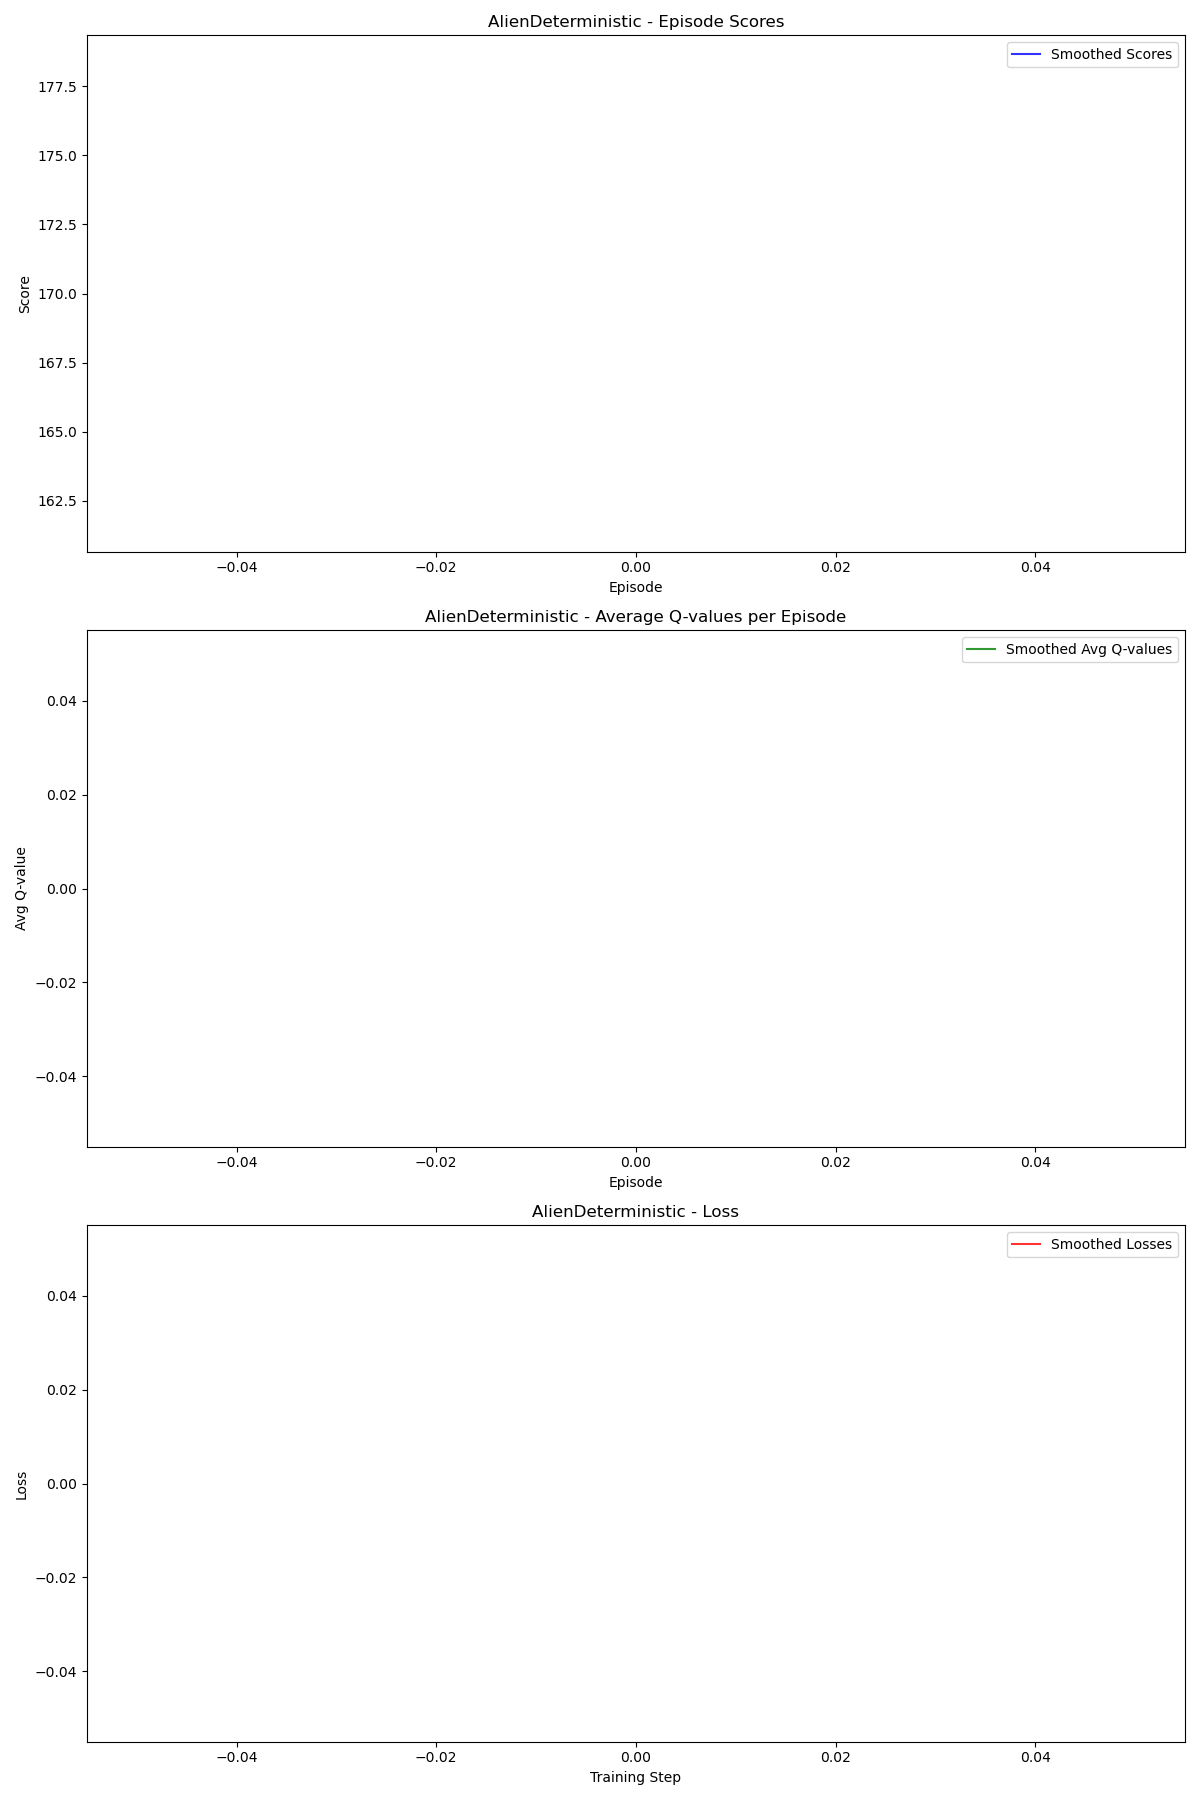 AlienDeterministic - Episode Scores
Smoothed Scores
177.5
175.0
172.5
170.0
167.5
165.0
162.5
Score
−0.04
−0.02
0.00
0.02
0.04
Episode
AlienDeterministic - Average Q-values per Episode
Smoothed Avg Q-values
0.04
0.02
0.00
−0.02
−0.04
Avg Q-value
−0.04
−0.02
0.00
0.02
0.04
Episode
AlienDeterministic - Loss
Smoothed Losses
0.04
0.02
0.00
−0.02
−0.04
Loss
−0.04
−0.02
0.00
0.02
0.04
Training Step